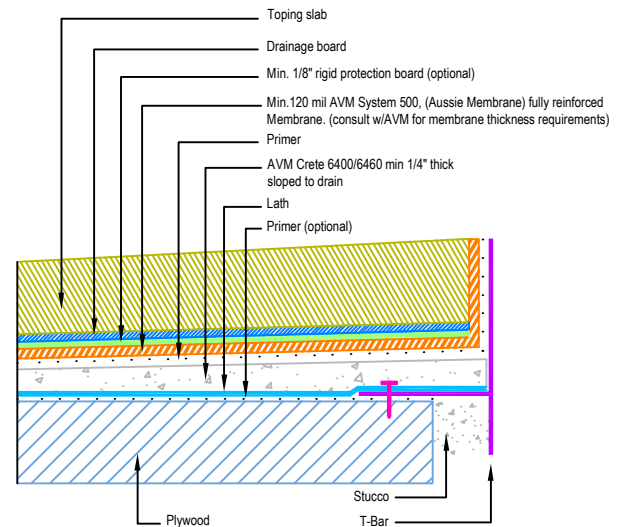 Toping slab
Drainage board
Min. 1/8" rigid protection board (optional)
Min.120 mil AVM System 500, (Aussie Membrane) fully reinforced
Membrane. (consult w/AVM for membrane thickness requirements)
Primer
AVM Crete 6400/6460 min 1/4" thick
sloped to drain
Lath
Primer (optional)
Stucco
Plywood
T-Bar